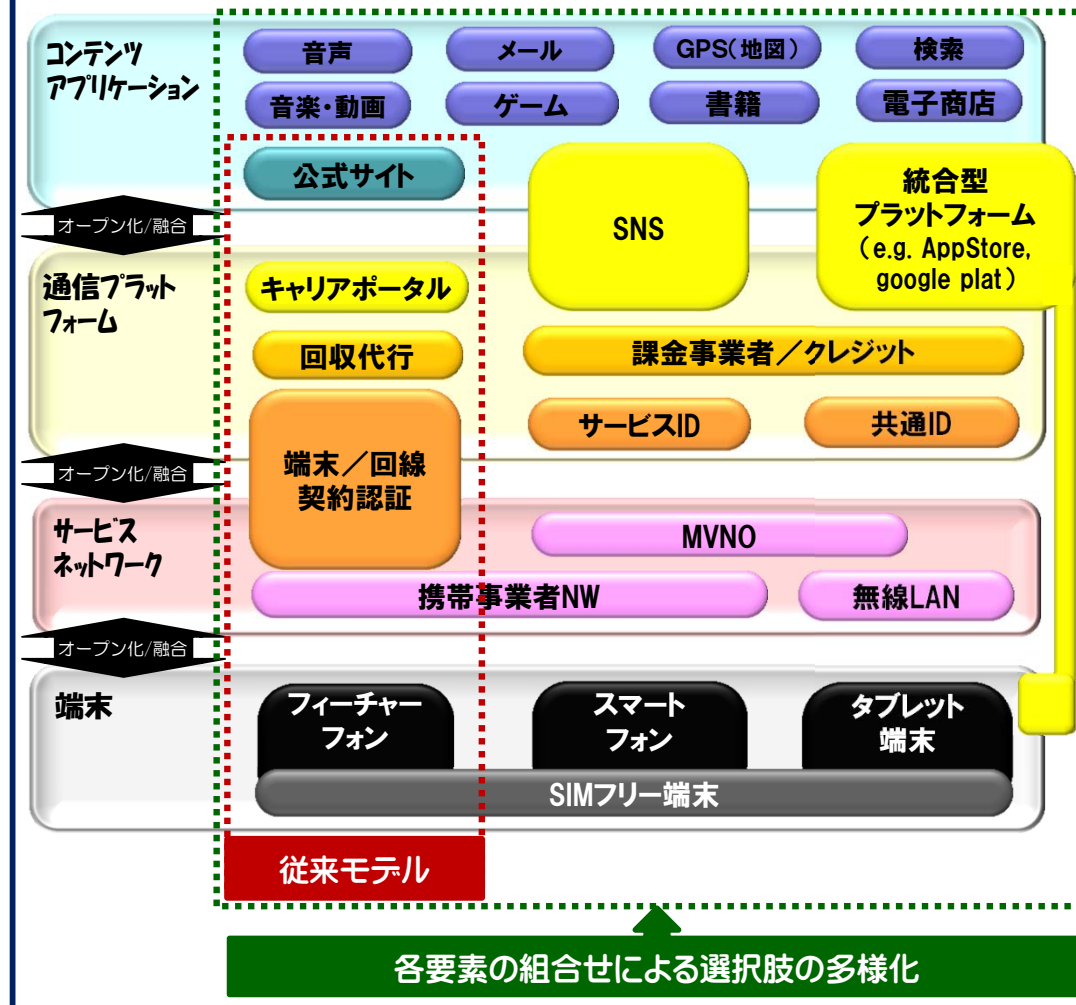 コンテンツ
アプリケーション
音声
メール
GPS(地図)
検索
音楽・動画
ゲーム
書籍
電子商店
公式サイト
SNS
統合型
プラットフォーム
(e.g. AppStore,
google plat)
オープン化/融合
通信プラット
フォーム
キャリアポータル
回収代行
課金事業者／クレジット
端末／回線
契約認証
サービスID
共通ID
オープン化/融合
サービス
ネットワーク
MVNO
携帯事業者NW
無線LAN
オープン化/融合
端末
フィーチャー
フォン
スマート
フォン
タブレット
端末
SIMフリー端末
従来モデル
各要素の組合せによる選択肢の多様化